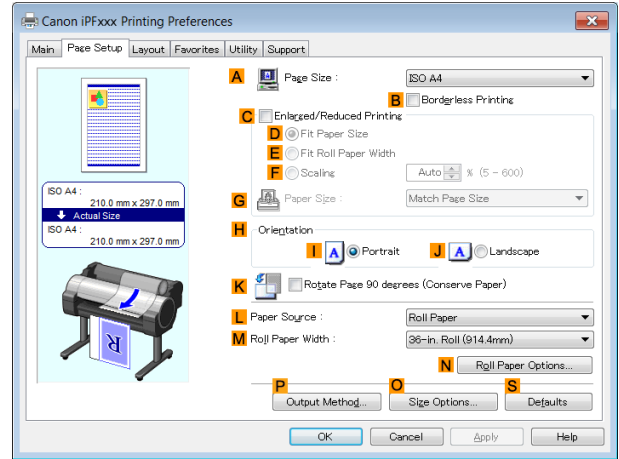 Canon iPFxxx Printing Preferences
Main Page Setup Layout Favorites Utility Support
A Page Size : ISO A4
B Borderless Printing
C Enlarged/Reduced Printing
D Fit Paper Size
E Fit Roll Paper Width
F Scaling Auto % (5 - 600)
G Paper Size : Match Page Size
ISO A4 :
210.0 mm x 297.0 mm
Actual Size
ISO A4 :
210.0 mm x 297.0 mm
H Orientation
I A Portrait J A Landscape
K Rotate Page 90 degrees (Conserve Paper)
L Paper Source : Roll Paper
M Roll Paper Width : 36-in. Roll (914.4mm)
N Roll Paper Options...
R
P O S
Output Method... Size Options... Defaults
OK Cancel Apply Help